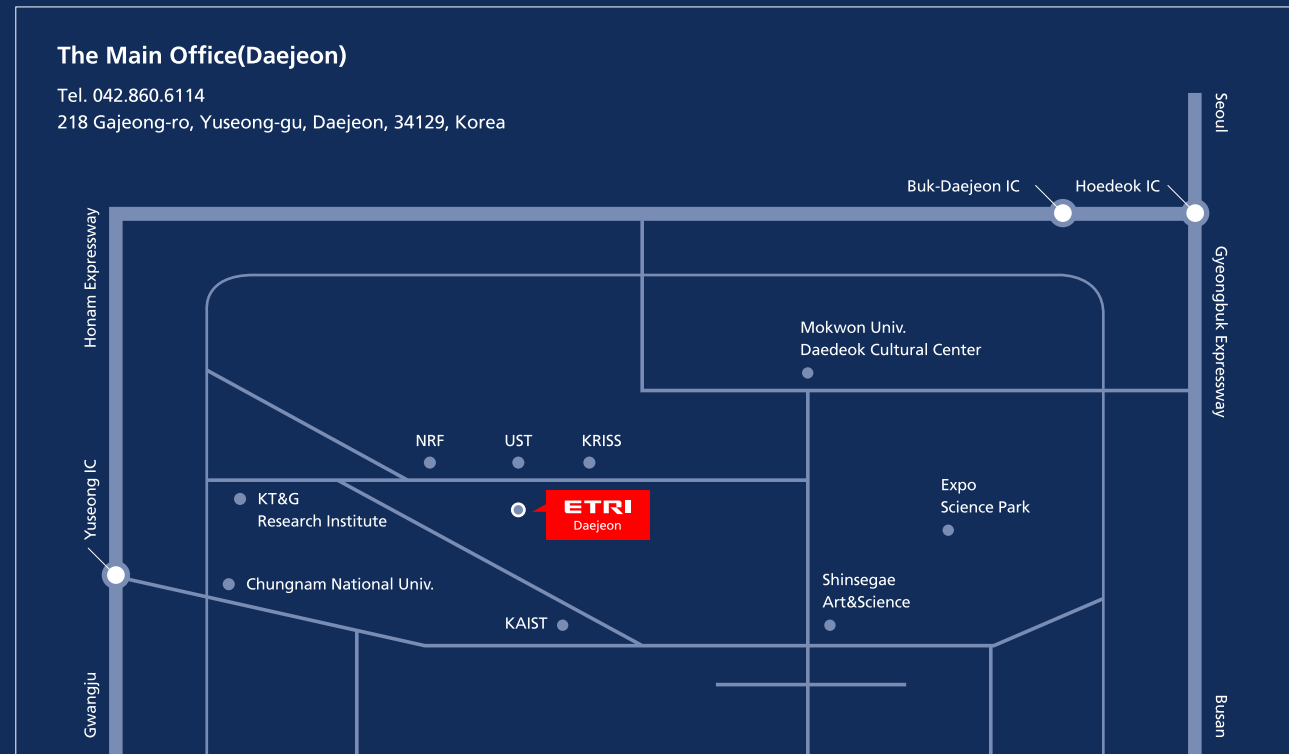 The Main Office(Daejeon)
Tel. 042.860.6114
218 Gajeong-ro, Yuseong-gu, Daejeon, 34129, Korea
Seoul
Buk-Daejeon IC
Hoedeok IC
Honam Expressway
Gyeongbuk Expressway
Mokwon Univ.
Daedeok Cultural Center
NRF
UST
KRISS
Yuseong IC
KT&G
Research Institute
ETRI
Daejeon
Expo
Science Park
Chungnam National Univ.
Shinsegae
Art&Science
KAIST
Gwangju
Busan